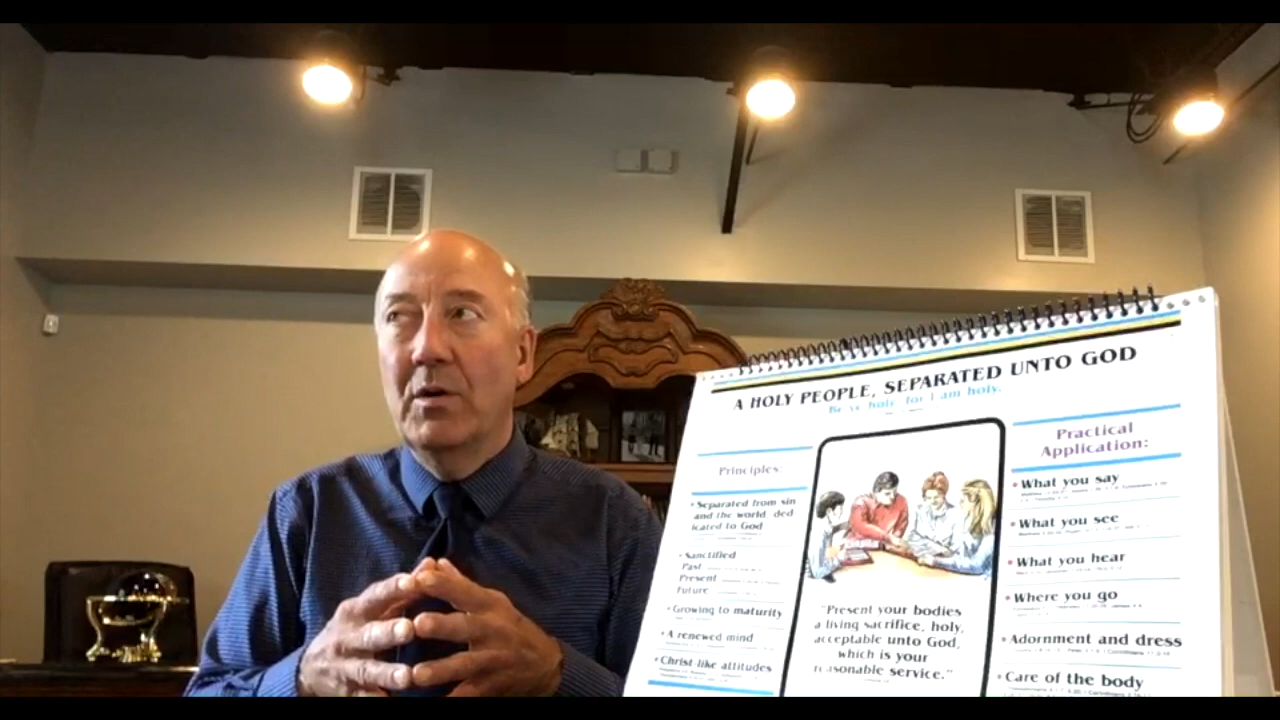 A HOLY PEOPLE, SEPARATED UNTO GOD
Be ye holy, for I am holy.
Principles:
• Separated from sin
and the world, ded
icated to God
• Sanctified
Past
Present
Future
• Growing to maturity
• A renewed mind
• Christ-like attitudes
"Present your bodies
a living sacrifice, holy,
acceptable unto God,
which is your
reasonable service."
Practical
Application:
• What you say
• What you see
• What you hear
• Where you go
• Adornment and dress
• Care of the body